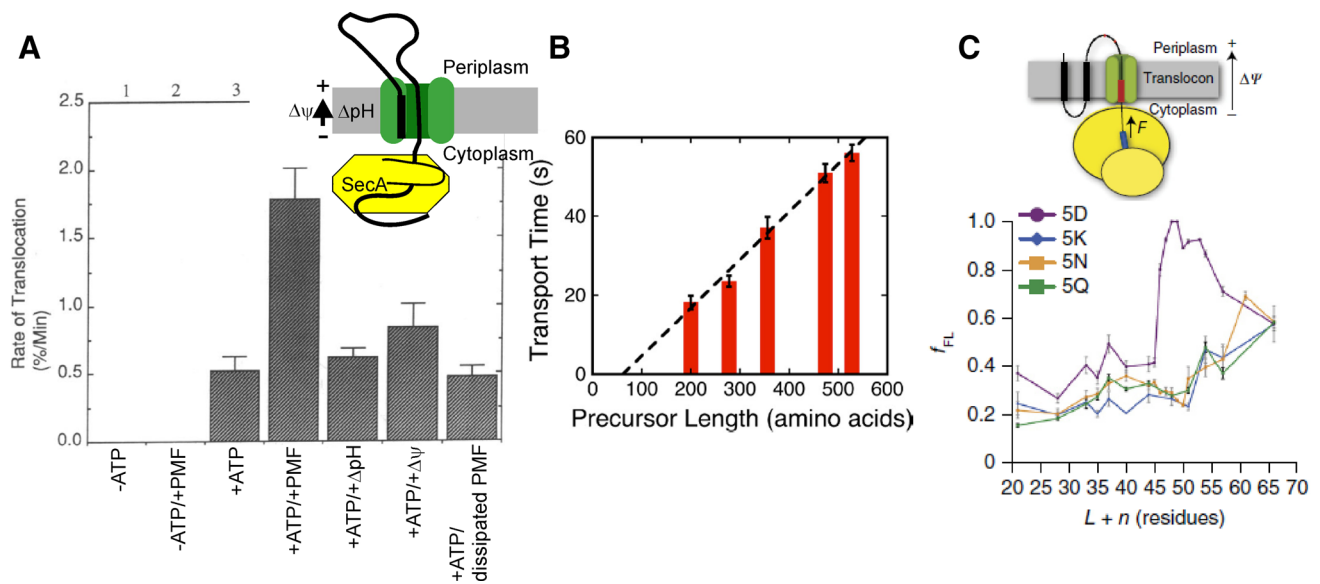 A
1
2
3
2.5
2.0
1.5
1.0
0.5
0.0
Rate of Translocation
(%/Min)
-ATP
-ATP/+PMF
+ATP
+ATP/+PMF
+ATP/+ΔpH
+ATP/+Δψ
+ATP/
dissipated PMF
+
Δψ
ΔpH
–
Periplasm
Cytoplasm
SecA
B
60
40
20
0
Transport Time (s)
0 100 200 300 400 500 600
Precursor Length (amino acids)
C
Periplasm +
Translocon
ΔΨ
Cytoplasm –
F
5D
5K
5N
5Q
1.0
0.8
0.6
0.4
0.2
0
fFL
20 25 30 35 40 45 50 55 60 65 70
L + n (residues)